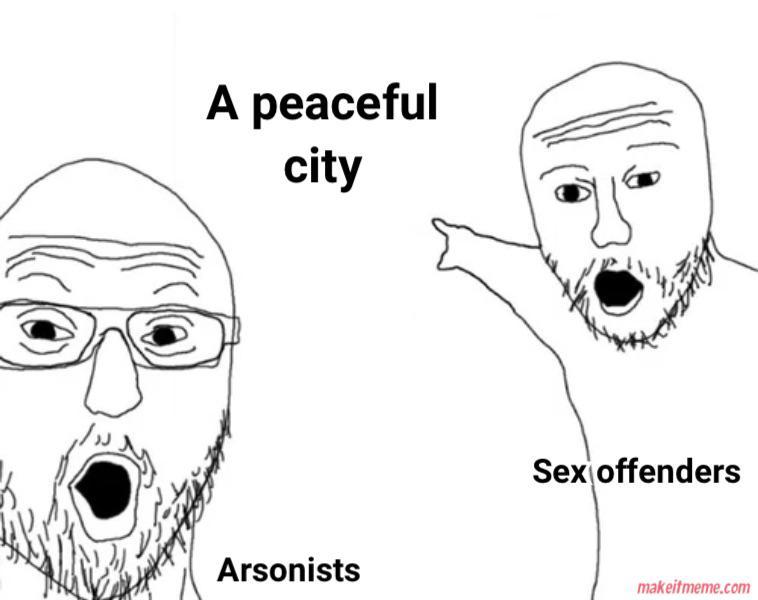 A peaceful
city
Sex offenders
Arsonists
makeitmeme.com